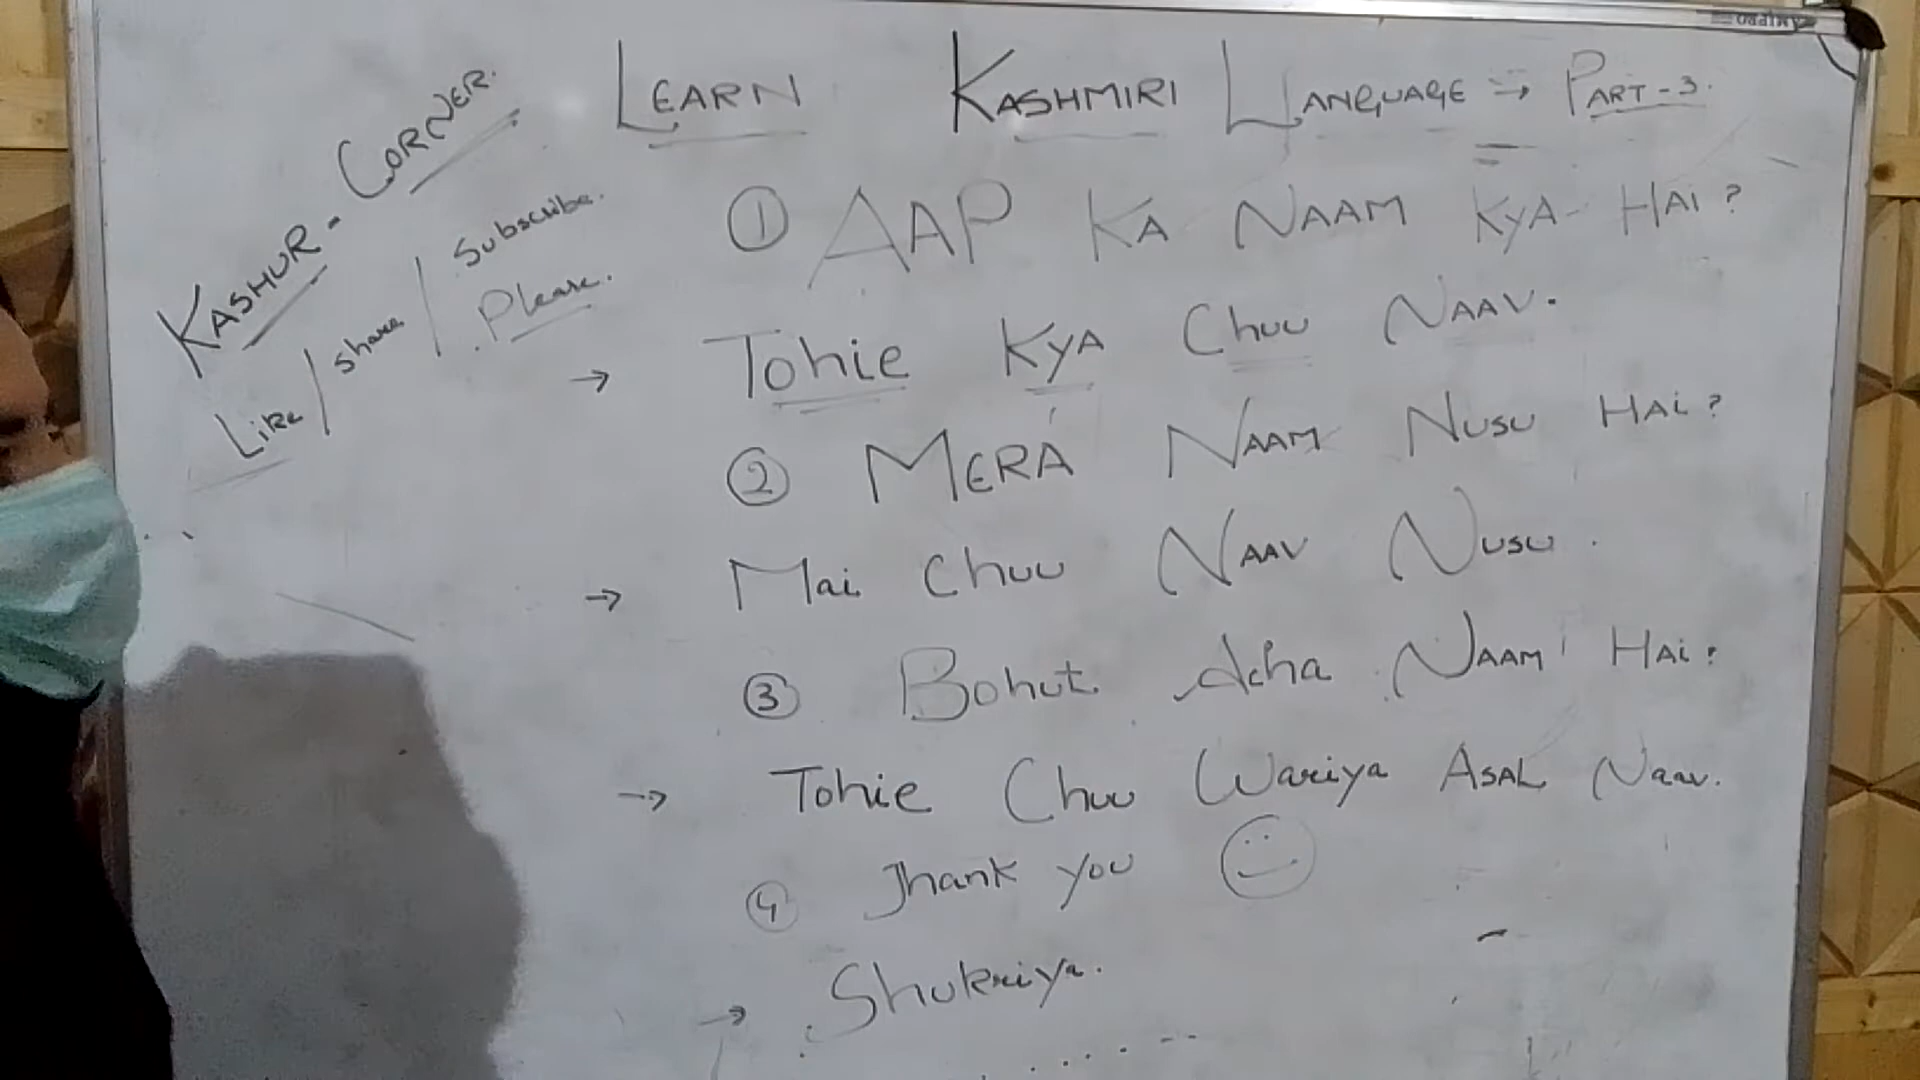 LEARN KASHMIRI LANGUAGE → PART-3.
KASHUR - CORNER.
Like / Share / Subscribe.
Please.
① AAP KA NAAM KYA HAI?
→ Tohie KYA Chuu NAAV.
② MERA NAAM NUSU HAI?
→ Mai Chuu NAAV NUSU.
③ Bohut Acha NAAM HAI.
→ Tohie Chuu Wariya ASAL Naav.
④ Thank you
→ Shukriya.